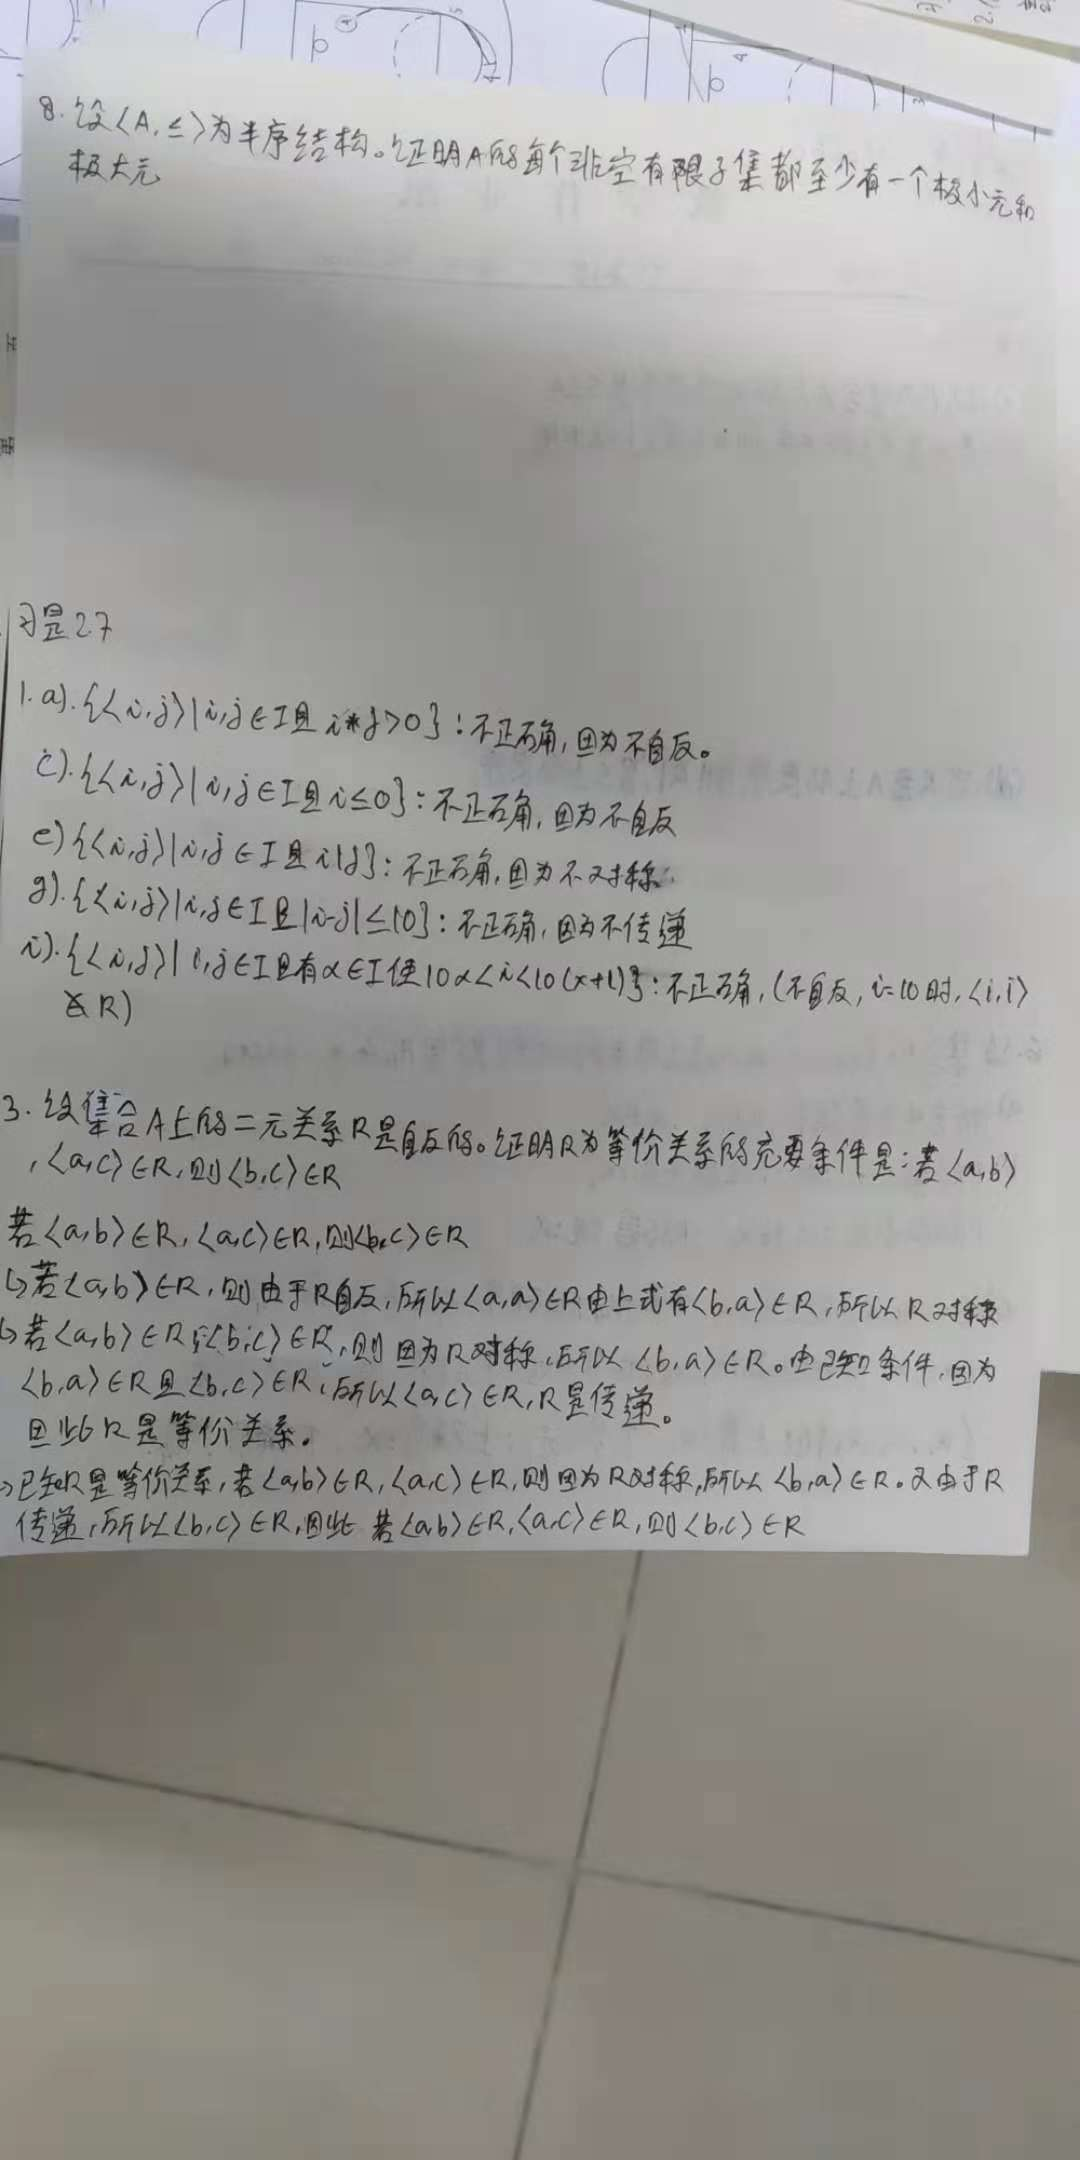 8. 设<A,≤>为半序结构。证明A的每个非空有限子集都至少有一个极小元和
极大元
习是27
1.a).{<i,j>|i,j∈I且i*j>0}:不正确,因为不自反。
c).{<i,j>|i,j∈I且i≤0}:不正确,因为不自反
e){<i,j>|i,j∈I且i|j}:不正确,因为不对称
g).{<i,j>|i,j∈I且|i-j|≤10}:不正确,因为不传递
i).{<i,j>|i,j∈I且有x∈I使10x<i<10(x+1)}:不正确,(不自反,i=10时,<i,i>
∉R)
3.设集合A上的二元关系R是自反的。证明R为等价关系的充要条件是:若<a,b>
,<a,c>∈R,则<b,c>∈R
若<a,b>∈R,<a,c>∈R,则<b,c>∈R
↳若<a,b>∈R,则由于R自反,所以<a,a>∈R由上式有<b,a>∈R,所以R对称
↳若<a,b>∈R,<b,c>∈R,则因为R对称,所以<b,a>∈R。由已知条件,因为
<b,a>∈R且<b,c>∈R,所以<a,c>∈R,R是传递。
因此R是等价关系。
已知R是等价关系,若<a,b>∈R,<a,c>∈R,则因为R对称,所以<b,a>∈R。又由于R
传递,所以<b,c>∈R,因此若<a,b>∈R,<a,c>∈R,则<b,c>∈R